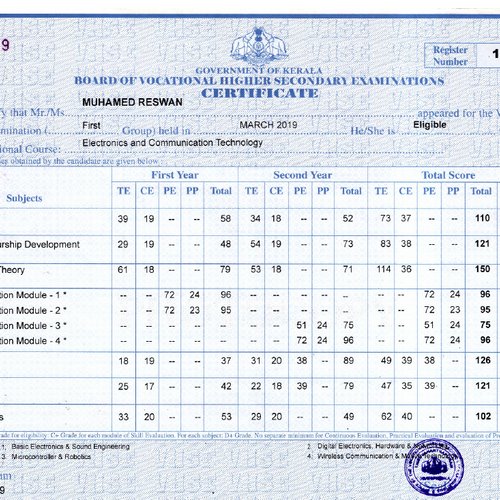 9
GOVERNMENT OF KERALA
BOARD OF VOCATIONAL HIGHER SECONDARY EXAMINATIONS
CERTIFICATE
Register Number 1
fy that Mr./Ms. MUHAMED RESWAN appeared for the V
mination ( First Group) held in MARCH 2019 He/She is Eligible
ional Course: Electronics and Communication Technology
es obtained by the candidate are given below:
Subjects First Year Second Year Total Score
TE CE PE PP Total TE CE PE PP Total TE CE PE PP Total
39 19 -- -- 58 34 18 -- -- 52 73 37 -- -- 110
urship Development 29 19 -- -- 48 54 19 -- -- 73 83 38 -- -- 121
Theory 61 18 -- -- 79 53 18 -- -- 71 114 36 -- -- 150
tion Module - 1 * -- -- 72 24 96 -- -- -- -- -- -- -- 72 24 96
tion Module - 2 * -- -- 72 23 95 -- -- -- -- -- -- -- 72 23 95
tion Module - 3 * -- -- -- -- -- -- -- 51 24 75 -- -- 51 24 75
tion Module - 4 * -- -- -- -- -- -- -- 72 24 96 -- -- 72 24 96
18 19 -- -- 37 31 20 38 -- 89 49 39 38 -- 126
25 17 -- -- 42 22 18 39 -- 79 47 35 39 -- 121
s 33 20 -- -- 53 29 20 -- -- 49 62 40 -- -- 102
rade for eligibility. C+ Grade for each module of Skill Evaluation. For each subject: D+ Grade. No separate minimum for Continuous Evaluation, Practical Evaluation and evaluation of Pr
1. Basic Electronics & Sound Engineering 2. Digital Electronics, Hardware &
3. Microcontroller & Robotics 4. Wireless Communication &
am
9